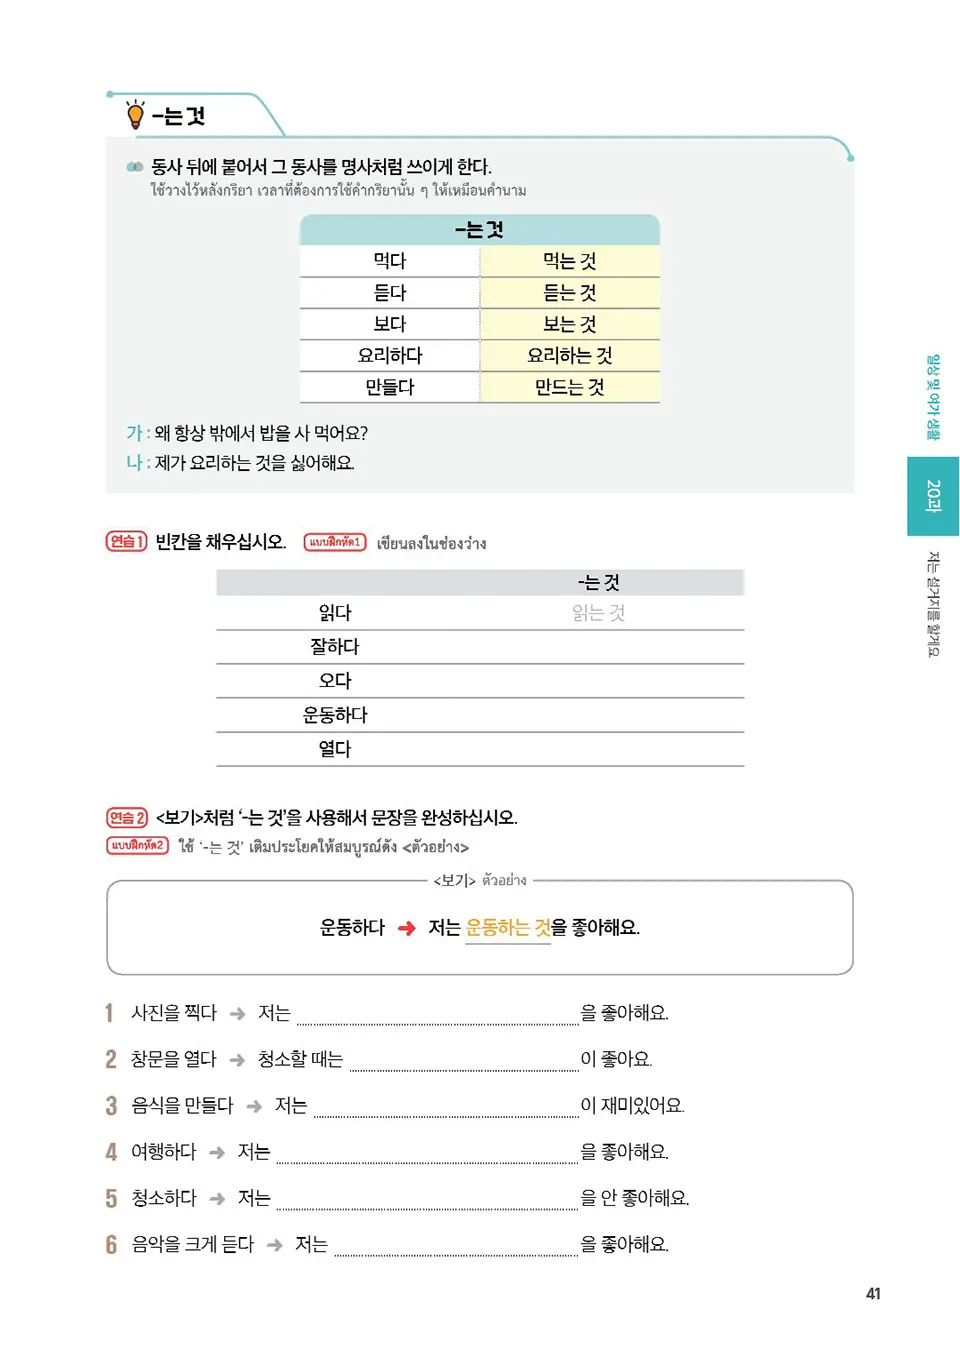 -는 것
동사 뒤에 붙어서 그 동사를 명사처럼 쓰이게 한다.
ใช้วางไว้หลังกริยา เวลาที่ต้องการใช้คำกริยานั้น ๆ ให้เหมือนคำนาม
-는 것
먹다 먹는 것
듣다 듣는 것
보다 보는 것
요리하다 요리하는 것
만들다 만드는 것
가 : 왜 항상 밖에서 밥을 사 먹어요?
나 : 제가 요리하는 것을 싫어해요.
연습 1 빈칸을 채우십시오. แบบฝึกหัด1 เขียนลงในช่องว่าง
-는 것
읽다 읽는 것
잘하다
오다
운동하다
열다
연습 2 <보기>처럼 ‘-는 것’을 사용해서 문장을 완성하십시오.
แบบฝึกหัด2 ใช้ ‘-는 것’ เติมประโยคให้สมบูรณ์ดัง <ตัวอย่าง>
<보기> ตัวอย่าง
운동하다 ➜ 저는 운동하는 것을 좋아해요.
1 사진을 찍다 ➜ 저는 을 좋아해요.
2 창문을 열다 ➜ 청소할 때는 이 좋아요.
3 음식을 만들다 ➜ 저는 이 재미있어요.
4 여행하다 ➜ 저는 을 좋아해요.
5 청소하다 ➜ 저는 을 안 좋아해요.
6 음악을 크게 듣다 ➜ 저는 을 좋아해요.
일상 및 여가 생활
20과
저는 설거지를 할게요
41